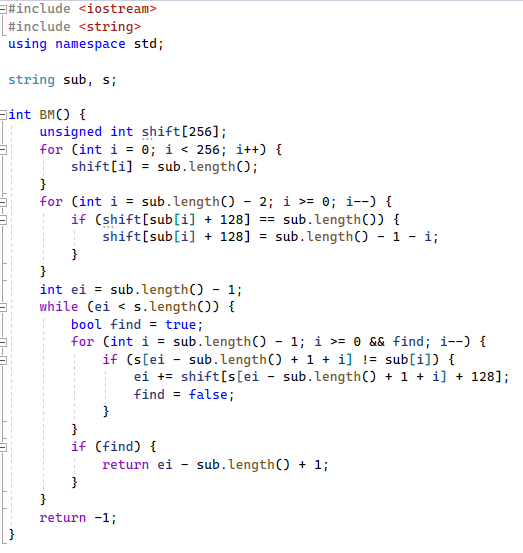 #include <iostream>
#include <string>
using namespace std;
string sub, s;
int BM() {
unsigned int shift[256];
for (int i = 0; i < 256; i++) {
shift[i] = sub.length();
}
for (int i = sub.length() - 2; i >= 0; i--) {
if (shift[sub[i] + 128] == sub.length()) {
shift[sub[i] + 128] = sub.length() - 1 - i;
}
}
int ei = sub.length() - 1;
while (ei < s.length()) {
bool find = true;
for (int i = sub.length() - 1; i >= 0 && find; i--) {
if (s[ei - sub.length() + 1 + i] != sub[i]) {
ei += shift[s[ei - sub.length() + 1 + i] + 128];
find = false;
}
}
if (find) {
return ei - sub.length() + 1;
}
}
return -1;
}